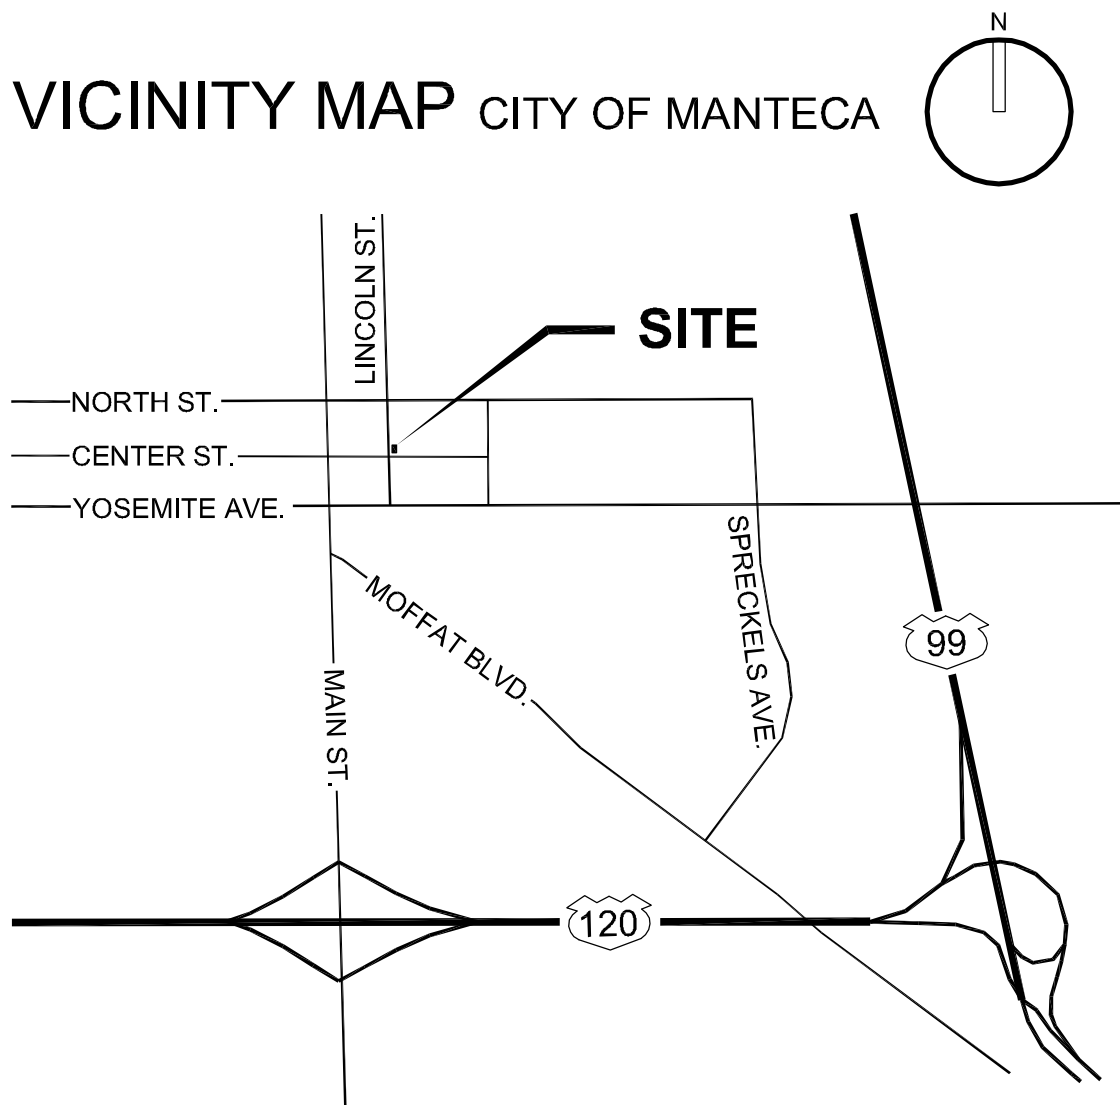 N
VICINITY MAP CITY OF MANTECA
LINCOLN ST.
SITE
NORTH ST.
CENTER ST.
YOSEMITE AVE.
SPRECKELS AVE.
MOFFAT BLVD.
99
MAIN ST.
120